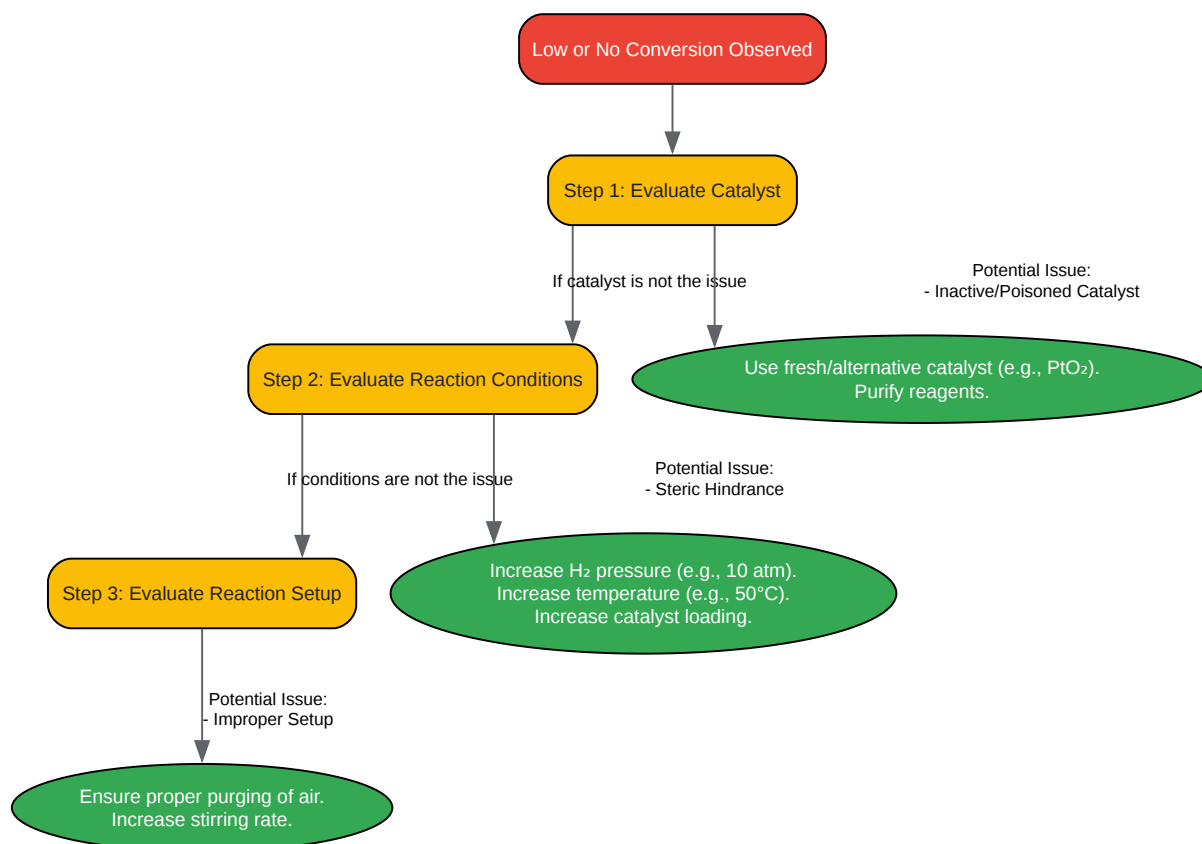 Low or No Conversion Observed
Step 1: Evaluate Catalyst
If catalyst is not the issue
Potential Issue:
- Inactive/Poisoned Catalyst
Step 2: Evaluate Reaction Conditions
Use fresh/alternative catalyst (e.g., PtO₂).
Purify reagents.
If conditions are not the issue
Potential Issue:
- Steric Hindrance
Step 3: Evaluate Reaction Setup
Increase H₂ pressure (e.g., 10 atm).
Increase temperature (e.g., 50°C).
Increase catalyst loading.
Potential Issue:
- Improper Setup
Ensure proper purging of air.
Increase stirring rate.